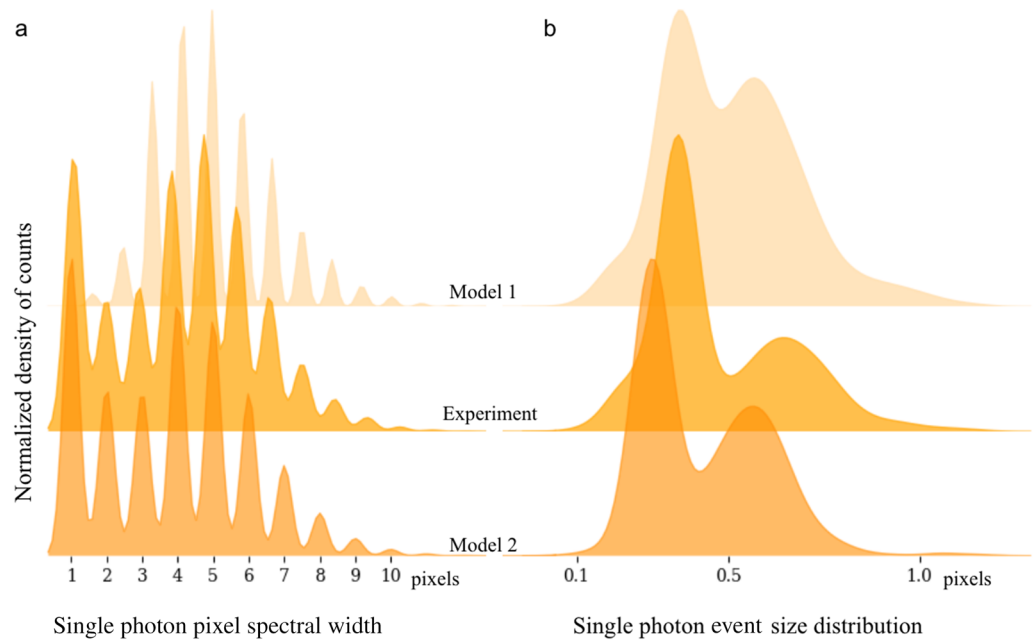 a
b
Normalized density of counts
Model 1
Experiment
Model 2
1 2 3 4 5 6 7 8 9 10 pixels
0.1 0.5 1.0 pixels
Single photon pixel spectral width
Single photon event size distribution